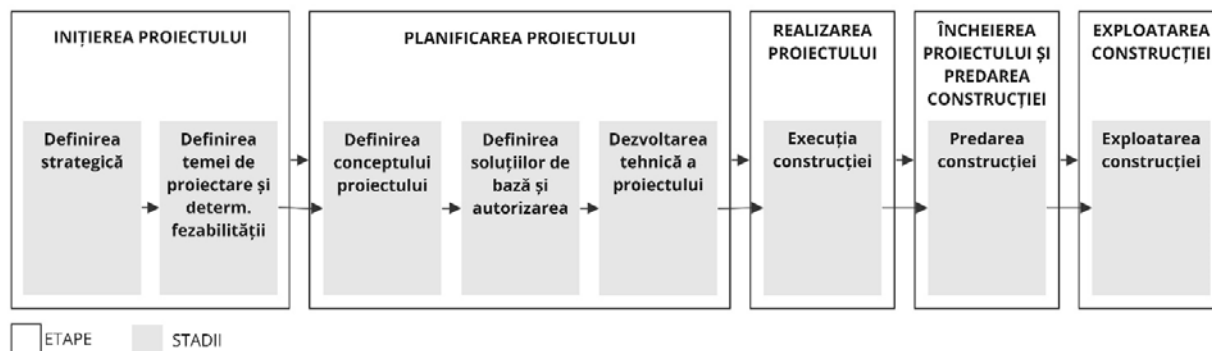 INIȚIEREA PROIECTULUI
Definirea
strategică
Definirea
temei de
proiectare și
determ.
fezabilității
PLANIFICAREA PROIECTULUI
Definirea
conceptului
proiectului
Definirea
soluțiilor de
bază și
autorizarea
Dezvoltarea
tehnică a
proiectului
REALIZAREA
PROIECTULUI
Execuția
construcției
ÎNCHEIEREA
PROIECTULUI ȘI
PREDAREA
CONSTRUCȚIEI
Predarea
construcției
EXPLOATAREA
CONSTRUCȚIEI
Exploatarea
construcției
ETAPE
STADII